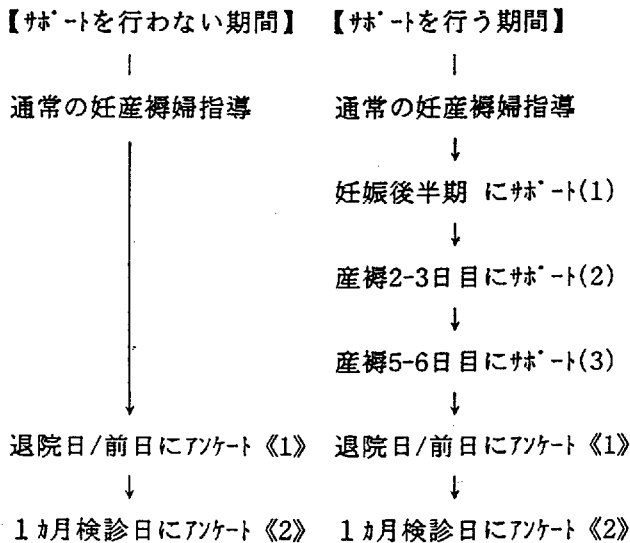 【ｻﾎﾟｰﾄを行わない期間】 【ｻﾎﾟｰﾄを行う期間】
通常の妊産褥婦指導 通常の妊産褥婦指導
妊娠後半期 にｻﾎﾟｰﾄ(1)
産褥2-3日目にｻﾎﾟｰﾄ(2)
産褥5-6日目にｻﾎﾟｰﾄ(3)
退院日/前日にｱﾝｹｰﾄ《1》 退院日/前日にｱﾝｹｰﾄ《1》
1ｶ月検診日にｱﾝｹｰﾄ《2》 1ｶ月検診日にｱﾝｹｰﾄ《2》